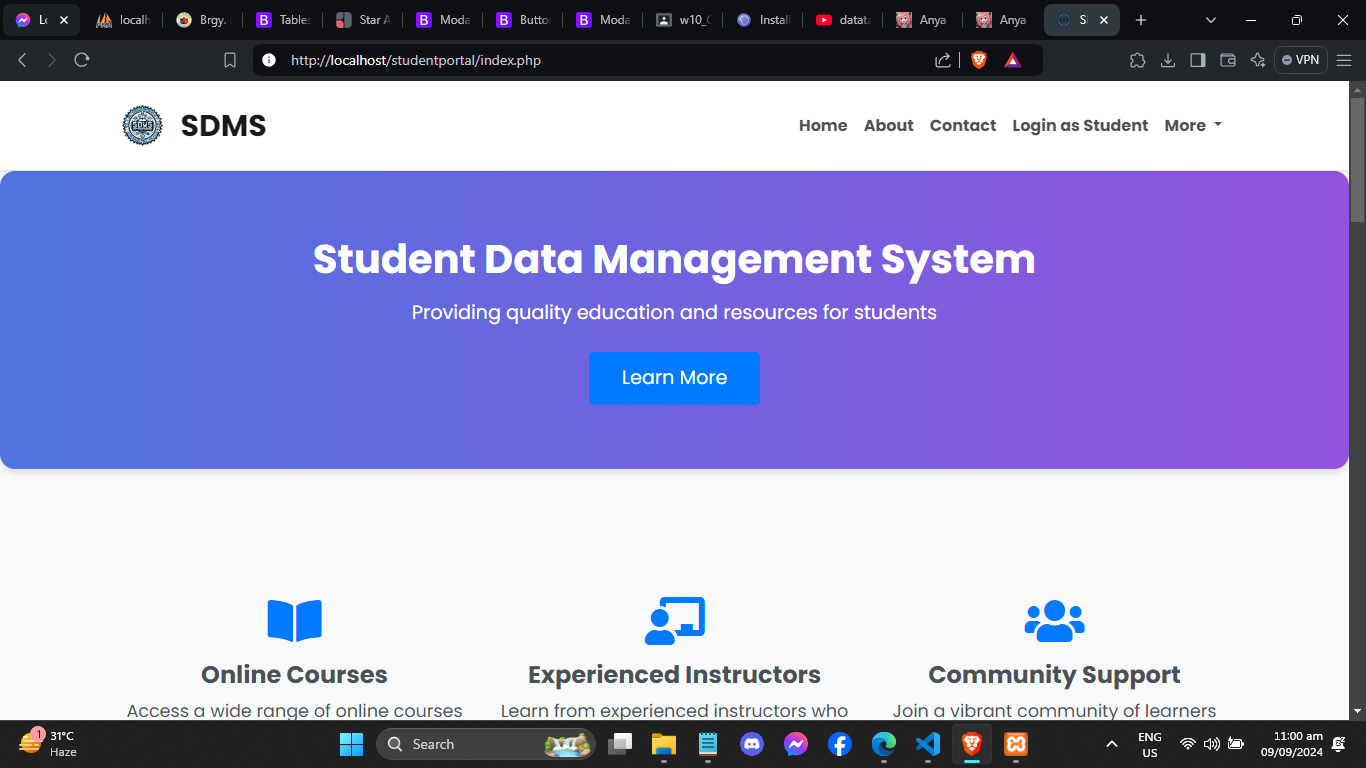 Lo
localh
Brgy.
Tables
Star A
Moda
Button
Moda
w10_
Install
datata
Anya
Anya
http://localhost/studentportal/index.php
VPN
SDMS
SDMS
Home
About
Contact
Login as Student
More
Student Data Management System
Providing quality education and resources for students
Learn More
Online Courses
Experienced Instructors
Community Support
Access a wide range of online courses
Learn from experienced instructors who
Join a vibrant community of learners
1
31°C
Haze
Search
ENG
US
11:00 am
09/09/2024